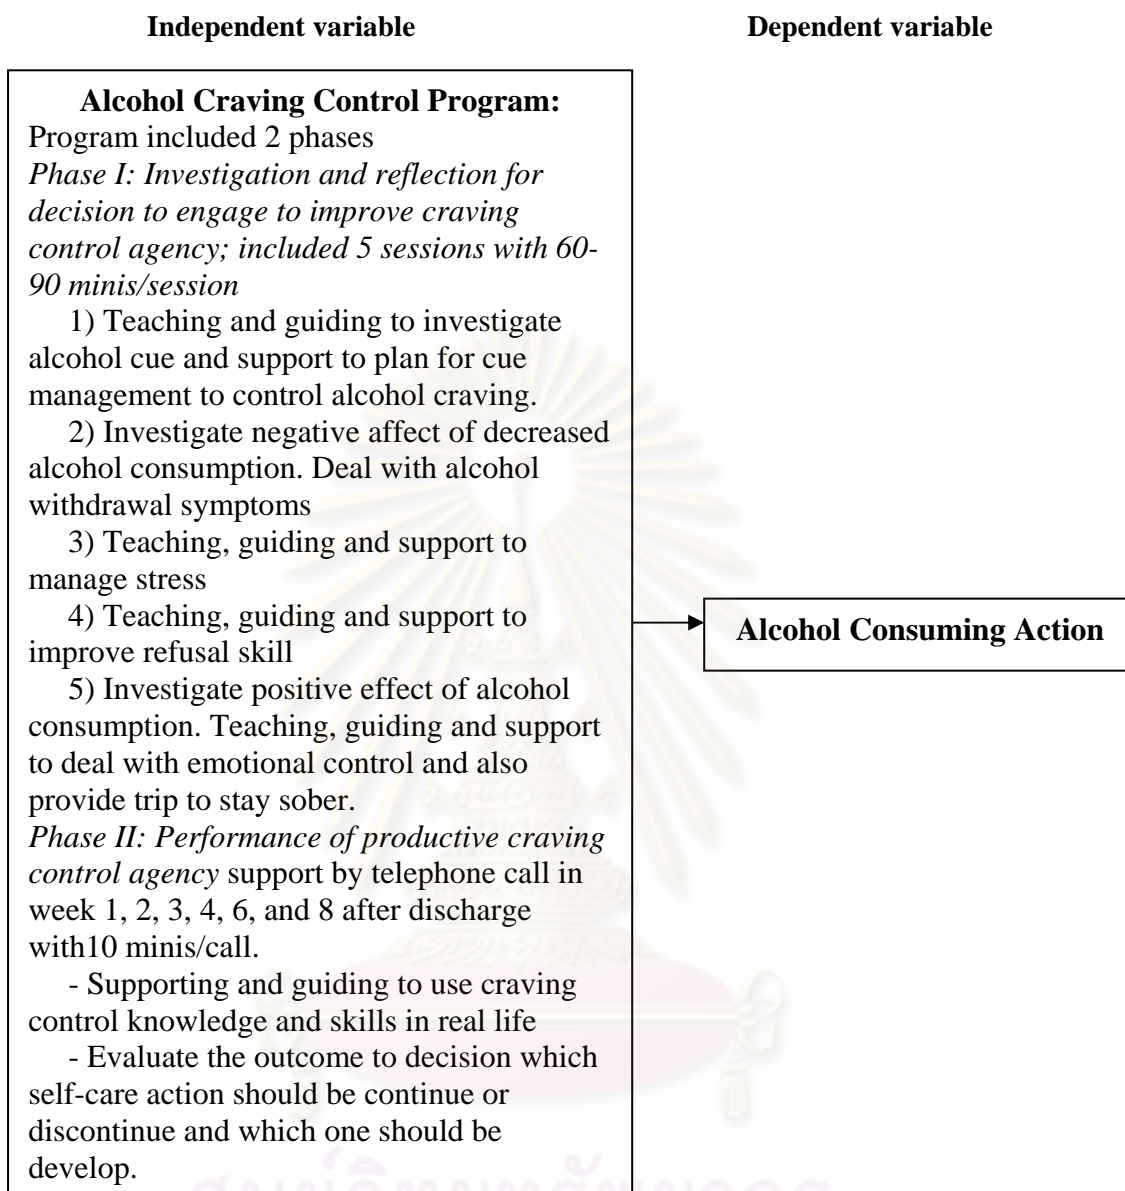 Independent variable
Dependent variable
Alcohol Craving Control Program:
Program included 2 phases
Phase I: Investigation and reflection for
decision to engage to improve craving
control agency; included 5 sessions with 60-
90 minis/session
1) Teaching and guiding to investigate
alcohol cue and support to plan for cue
management to control alcohol craving.
2) Investigate negative affect of decreased
alcohol consumption. Deal with alcohol
withdrawal symptoms
3) Teaching, guiding and support to
manage stress
4) Teaching, guiding and support to
improve refusal skill
5) Investigate positive effect of alcohol
consumption. Teaching, guiding and support
to deal with emotional control and also
provide trip to stay sober.
Phase II: Performance of productive craving
control agency support by telephone call in
week 1, 2, 3, 4, 6, and 8 after discharge
with10 minis/call.
- Supporting and guiding to use craving
control knowledge and skills in real life
- Evaluate the outcome to decision which
self-care action should be continue or
discontinue and which one should be
develop.
Alcohol Consuming Action